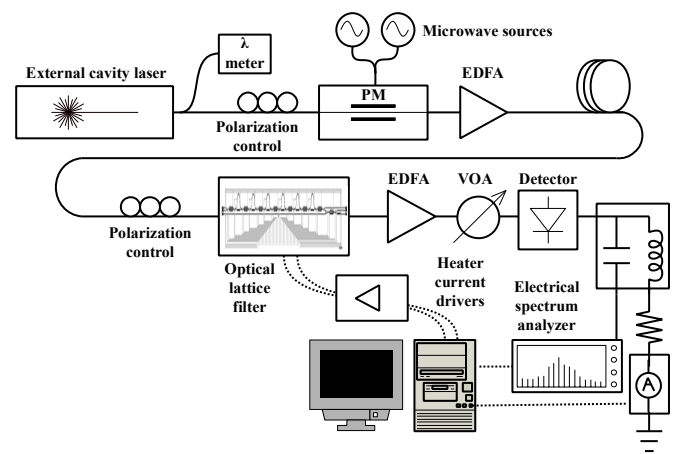 Microwave sources
λ
meter
External cavity laser
EDFA
PM
Polarization
control
EDFA
VOA
Detector
Polarization
control
Optical
lattice
filter
Heater
current
drivers
Electrical
spectrum
analyzer
A